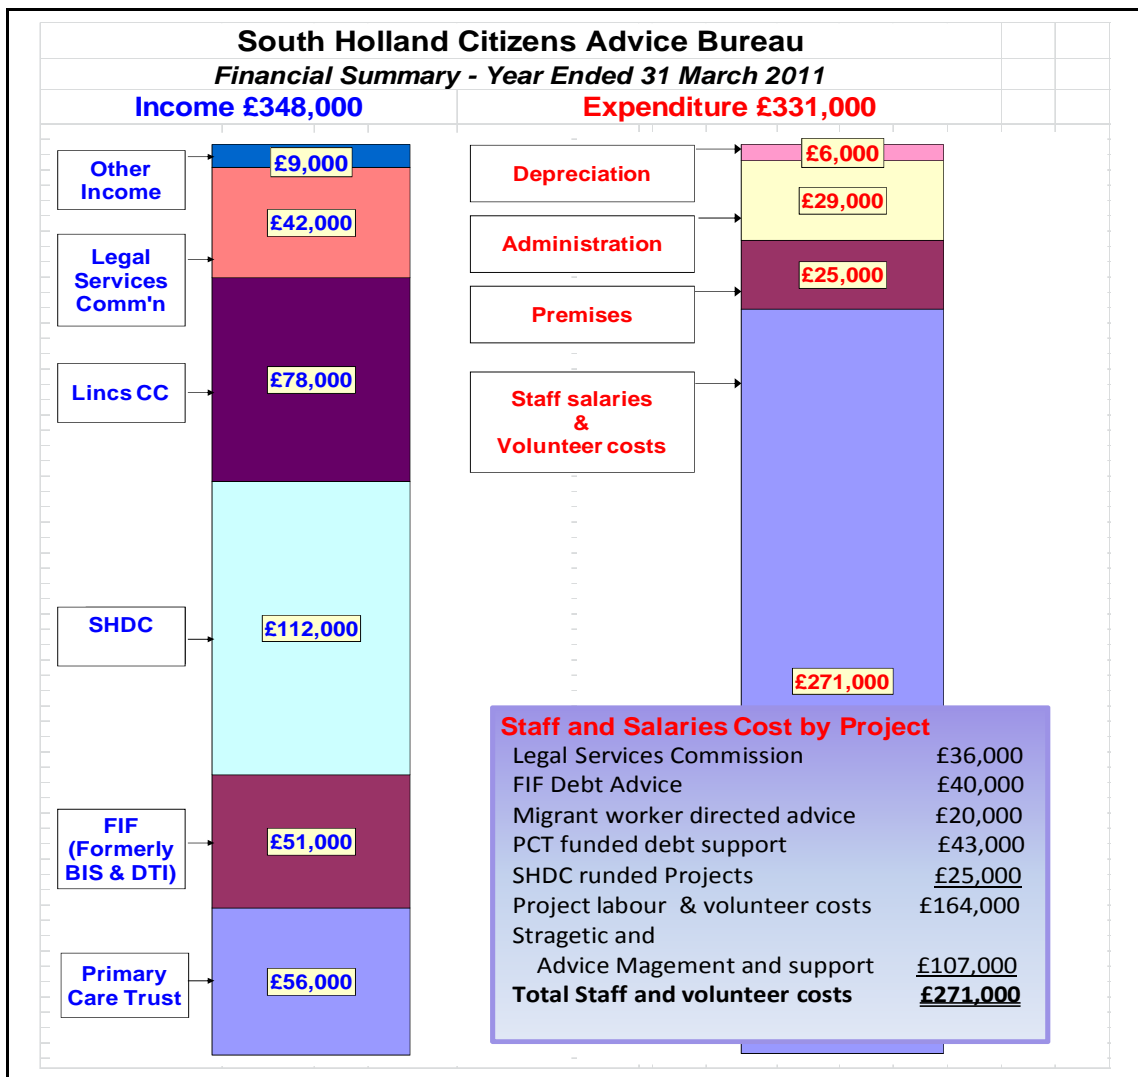 South Holland Citizens Advice Bureau
Financial Summary - Year Ended 31 March 2011
Income £348,000
Expenditure £331,000
Other
Income
£9,000
£42,000
Legal
Services
Comm'n
Lincs CC
£78,000
SHDC
£112,000
FIF
(Formerly
BIS & DTI)
£51,000
Primary
Care Trust
£56,000
Depreciation
£6,000
£29,000
Administration
£25,000
Premises
Staff salaries
&
Volunteer costs
£271,000
Staff and Salaries Cost by Project
Legal Services Commission £36,000
FIF Debt Advice £40,000
Migrant worker directed advice £20,000
PCT funded debt support £43,000
SHDC runded Projects £25,000
Project labour & volunteer costs £164,000
Stragetic and
Advice Magement and support £107,000
Total Staff and volunteer costs £271,000